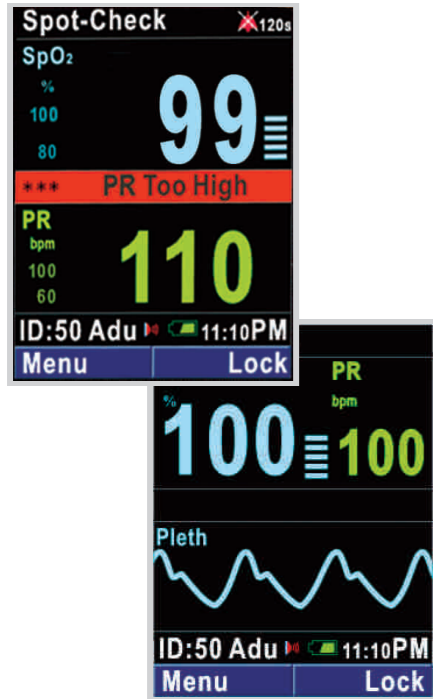 Spot-Check 120s
SpO2
%
100
80
99
*** PR Too High
PR
bpm
100
60
110
ID:50 Adu 11:10PM
Menu Lock
PR
% bpm
100 100
Pleth
ID:50 Adu 11:10PM
Menu Lock